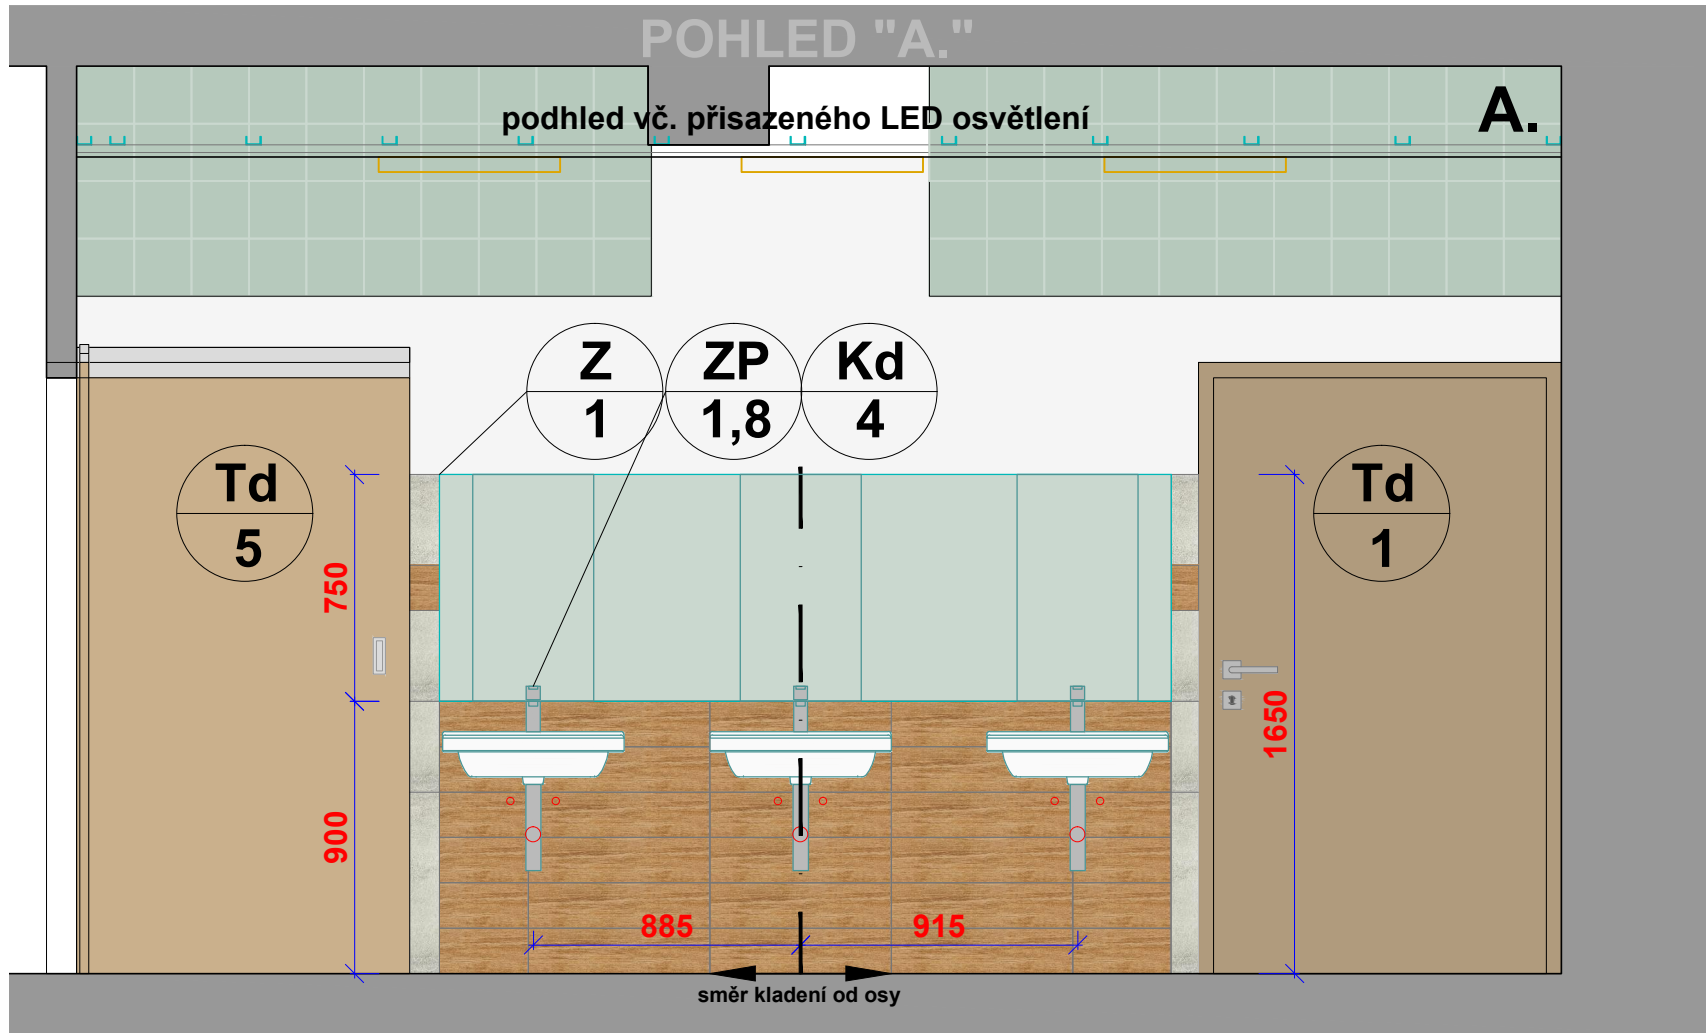 POHLED "A."
podhled vč. přisazeného LED osvětlení
A.
Z
1
ZP
1,8
Kd
4
Td
5
Td
1
750
900
1650
885
915
směr kladení od osy